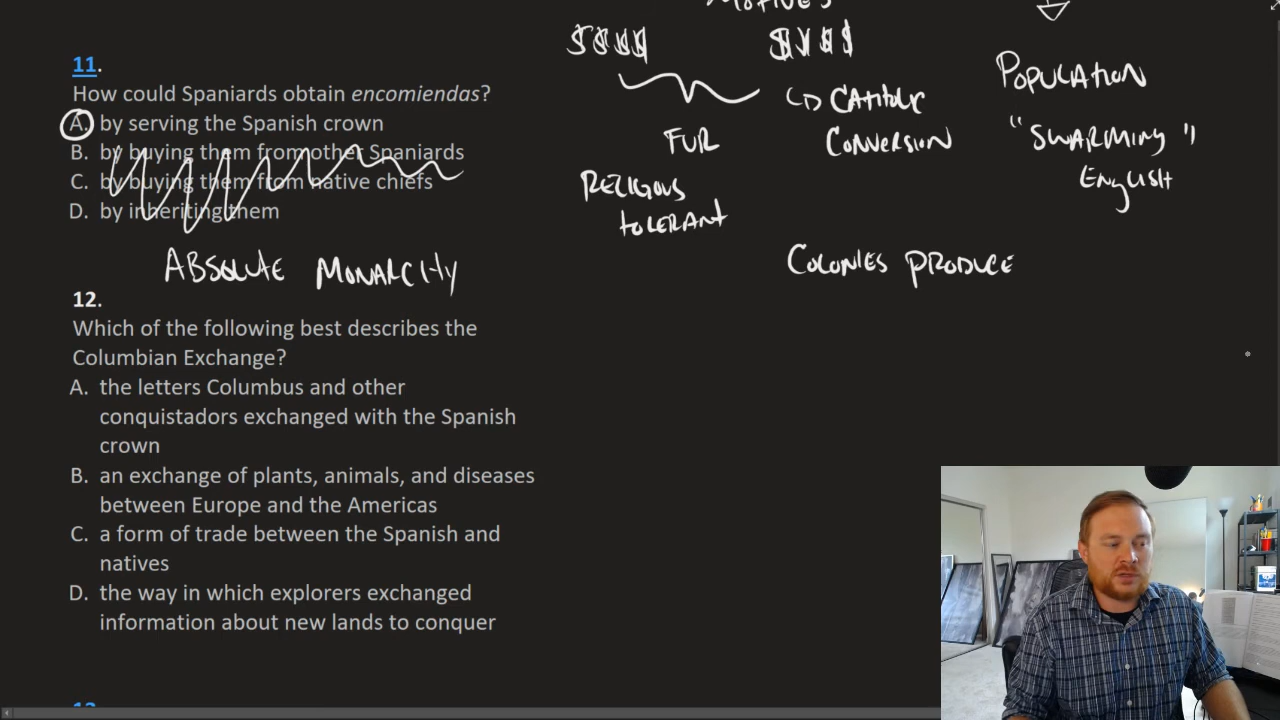 11.
How could Spaniards obtain encomiendas?
A. by serving the Spanish crown
B. by buying them from other Spaniards
C. by buying them from native chiefs
D. by inheriting them
ABSOLUTE MONARCHY
12.
Which of the following best describes the
Columbian Exchange?
A. the letters Columbus and other
conquistadors exchanged with the Spanish
crown
B. an exchange of plants, animals, and diseases
between Europe and the Americas
C. a form of trade between the Spanish and
natives
D. the way in which explorers exchanged
information about new lands to conquer
MOTIVES
$$$$ $$$$
FUR
RELIGIOUS
TOLERANT
CATHOLIC
CONVERSION
POPULATION
"SWARMING"
ENGLISH
COLONIES PRODUCE